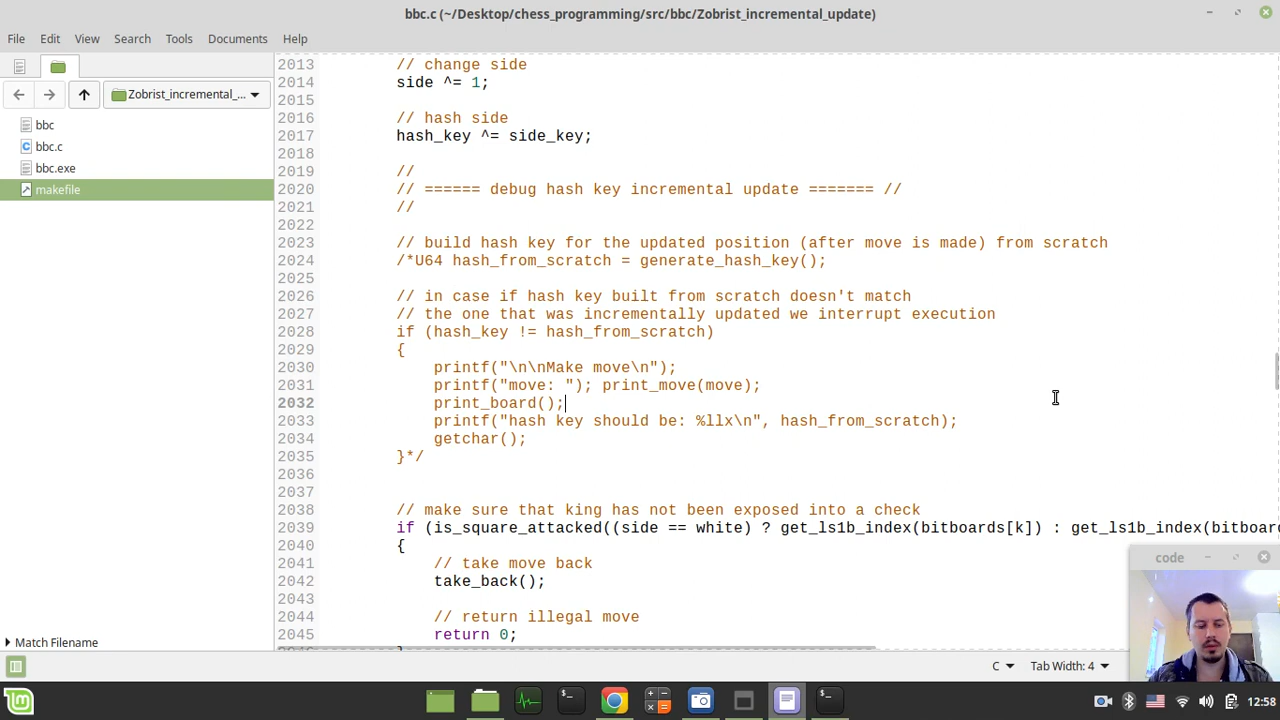 bbc.c (~/Desktop/chess_programming/src/bbc/Zobrist_incremental_update)
File Edit View Search Tools Documents Help
Zobrist_incremental_...
bbc
bbc.c
bbc.exe
makefile
Match Filename
2013 // change side
2014 side ^= 1;
2015
2016 // hash side
2017 hash_key ^= side_key;
2018
2019 //
2020 // ====== debug hash key incremental update ======= //
2021 //
2022
2023 // build hash key for the updated position (after move is made) from scratch
2024 /*U64 hash_from_scratch = generate_hash_key();
2025
2026 // in case if hash key built from scratch doesn't match
2027 // the one that was incrementally updated we interrupt execution
2028 if (hash_key != hash_from_scratch)
2029 {
2030 printf("\n\nMake move\n");
2031 printf("move: "); print_move(move);
2032 print_board();
2033 printf("hash key should be: %llx\n", hash_from_scratch);
2034 getchar();
2035 }*/
2036
2037
2038 // make sure that king has not been exposed into a check
2039 if (is_square_attacked((side == white) ? get_ls1b_index(bitboards[k]) : get_ls1b_index(bitboar
2040 {
2041 // take move back
2042 take_back();
2043
2044 // return illegal move
2045 return 0;
code
C Tab Width: 4
12:58